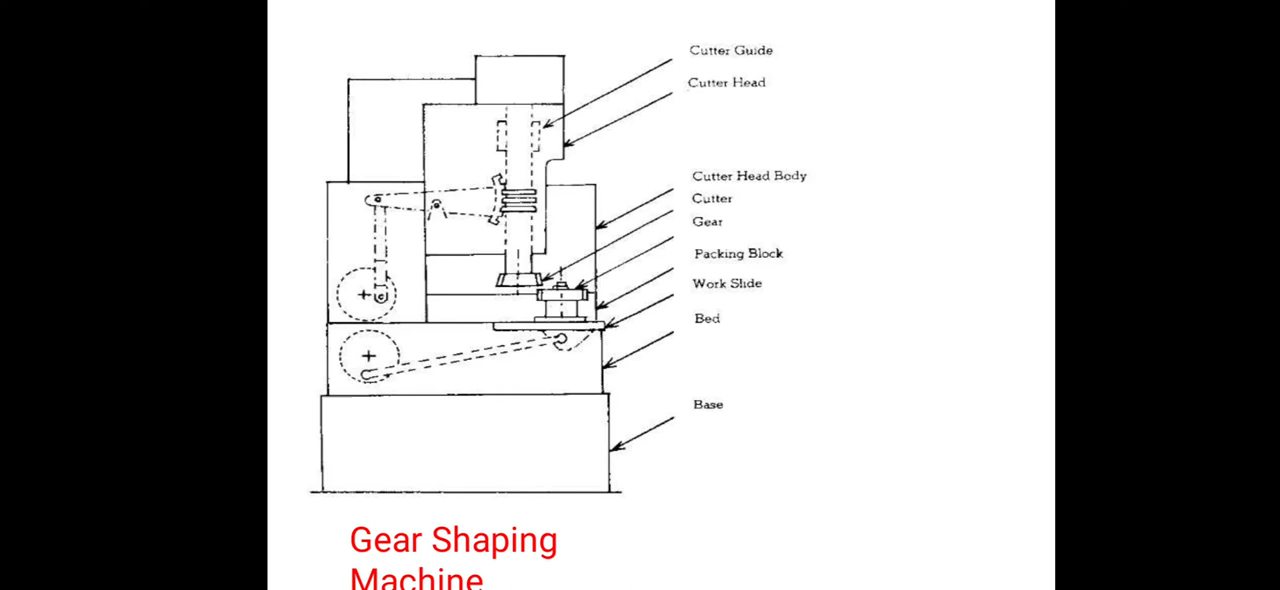 Cutter Guide
Cutter Head
Cutter Head Body
Cutter
Gear
Packing Block
Work Slide
Bed
Base
Gear Shaping
Machine